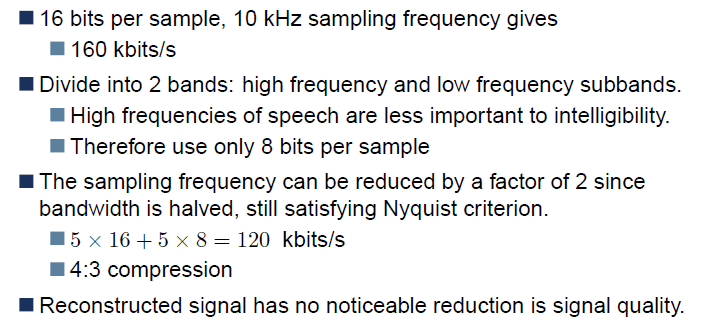 16 bits per sample, 10 kHz sampling frequency gives
160 kbits/s
Divide into 2 bands: high frequency and low frequency subbands.
High frequencies of speech are less important to intelligibility.
Therefore use only 8 bits per sample
The sampling frequency can be reduced by a factor of 2 since
bandwidth is halved, still satisfying Nyquist criterion.
5 × 16 + 5 × 8 = 120 kbits/s
4:3 compression
Reconstructed signal has no noticeable reduction is signal quality.